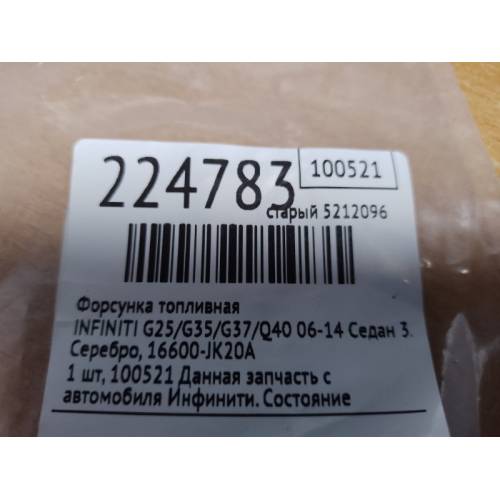 224783
100521
старый 5212096
Форсунка топливная
INFINITI G25/G35/G37/Q40 06-14 Седан 3.
Серебро, 16600-JK20A
1 шт, 100521 Данная запчасть с
автомобиля Инфинити. Состояние